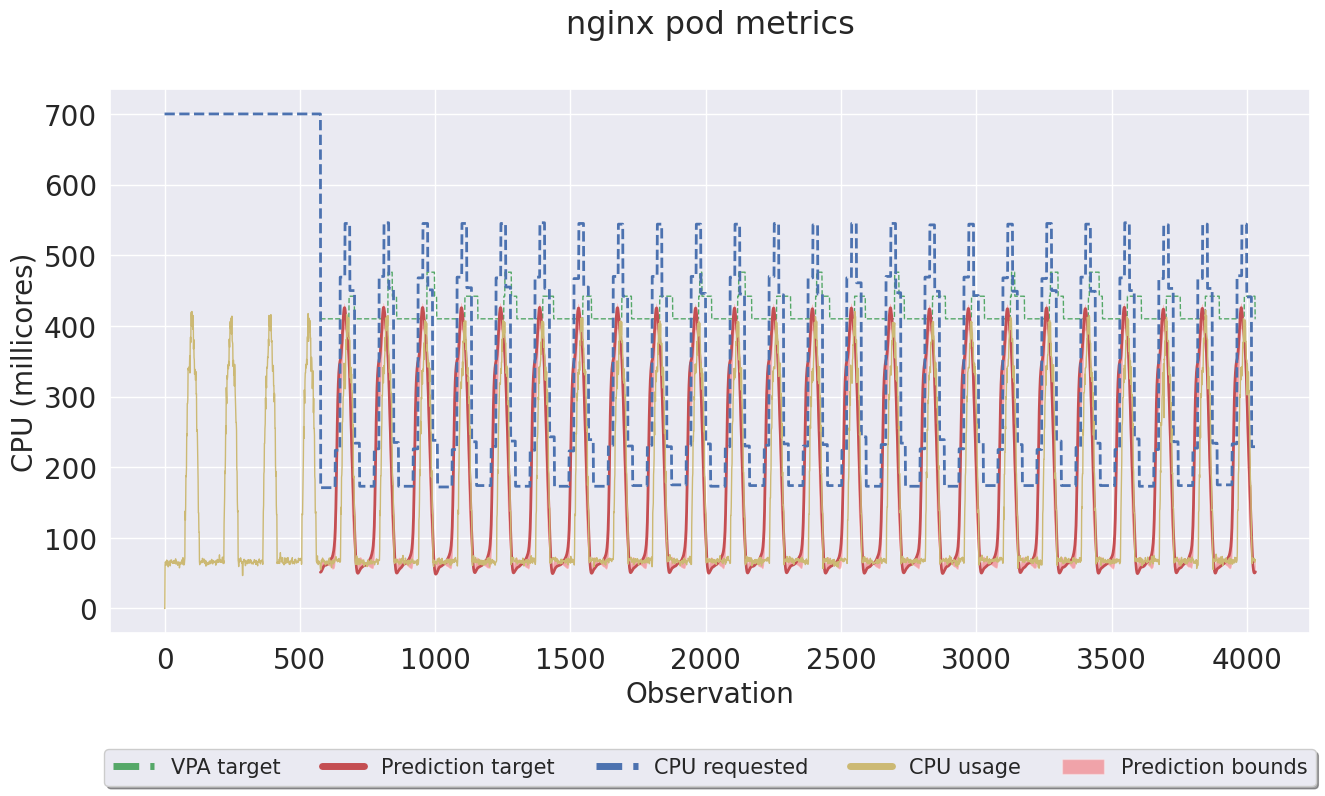 nginx pod metrics
CPU (millicores)
700
600
500
400
300
200
100
0
0 500 1000 1500 2000 2500 3000 3500 4000
Observation
VPA target Prediction target CPU requested CPU usage Prediction bounds